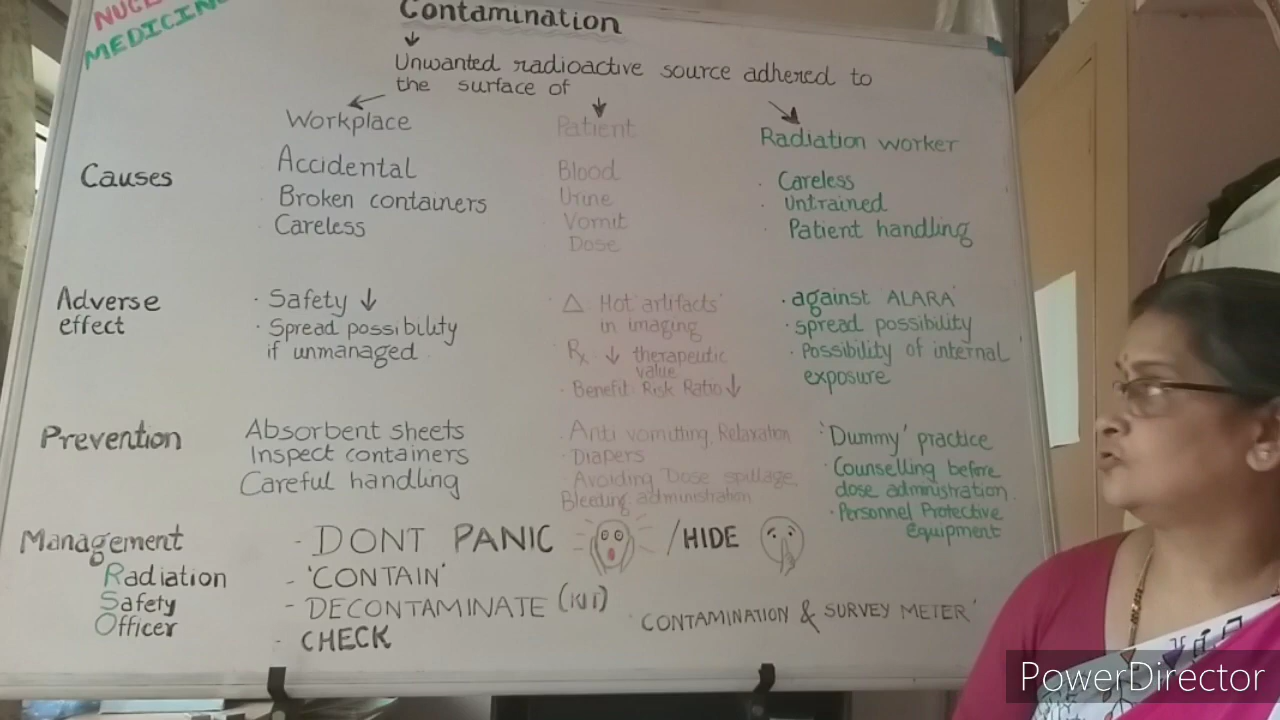 MEDICINE
Contamination
Unwanted radioactive source adhered to
the surface of
Workplace
Patient
Radiation worker
Causes
Accidental
Broken containers
Careless
Blood
Urine
Vomit
Dose
Careless
Untrained
Patient handling
Adverse
effect
· Safety ↓
· Spread possibility
if unmanaged
△ 'Hot artifacts'
in imaging
Rx ↓ therapeutic
value
· Benefit: Risk Ratio ↓
· against 'ALARA'
· spread possibility
· Possibility of internal
exposure
Prevention
Absorbent sheets
Inspect containers
Careful handling
· Anti vomitting, Relaxation
· Diapers
· Avoiding Dose spillage,
Bleeding: administration
· 'Dummy' practice
· Counselling before
dose administration.
· Personnel Protective
Equipment
Management
Radiation
Safety
Officer
- DONT PANIC /HIDE
- 'CONTAIN'
- DECONTAMINATE
- CHECK
'CONTAMINATION & SURVEY METER'
PowerDirector